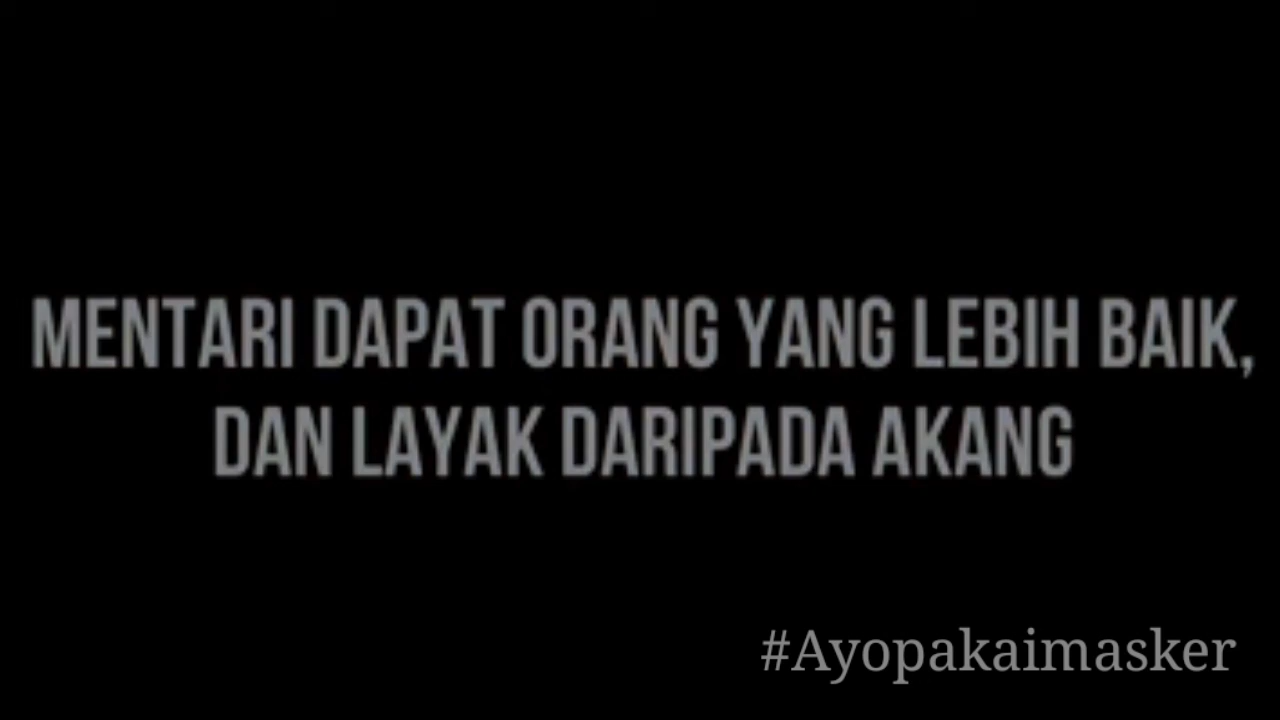 MENTARI DAPAT ORANG YANG LEBIH BAIK,
DAN LAYAK DARIPADA AKANG
#Ayopakaimasker